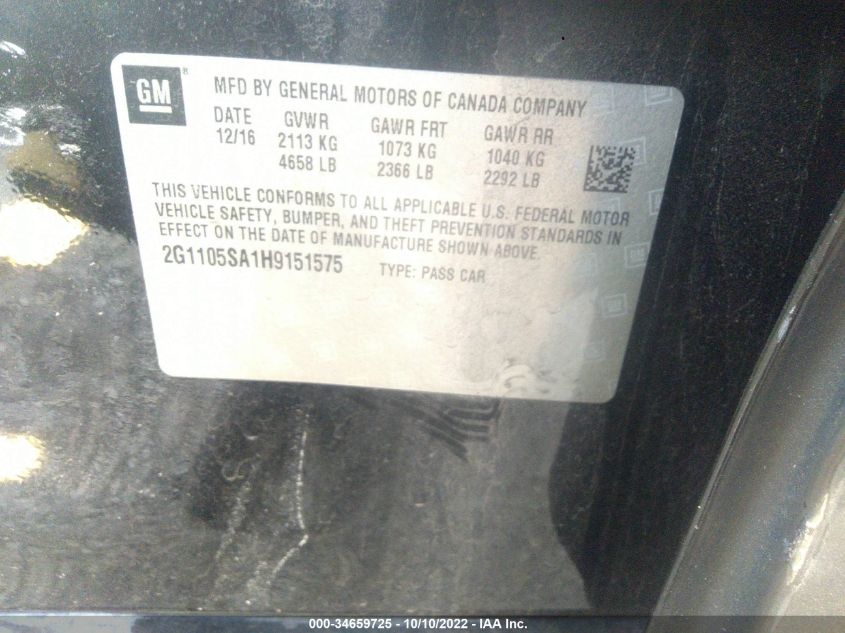 GM ® MFD BY GENERAL MOTORS OF CANADA COMPANY
DATE GVWR GAWR FRT GAWR RR
12/16 2113 KG 1073 KG 1040 KG
4658 LB 2366 LB 2292 LB
THIS VEHICLE CONFORMS TO ALL APPLICABLE U.S. FEDERAL MOTOR
VEHICLE SAFETY, BUMPER, AND THEFT PREVENTION STANDARDS IN
EFFECT ON THE DATE OF MANUFACTURE SHOWN ABOVE.
2G1105SA1H9151575 TYPE: PASS CAR
000-34659725 - 10/10/2022 - IAA Inc.